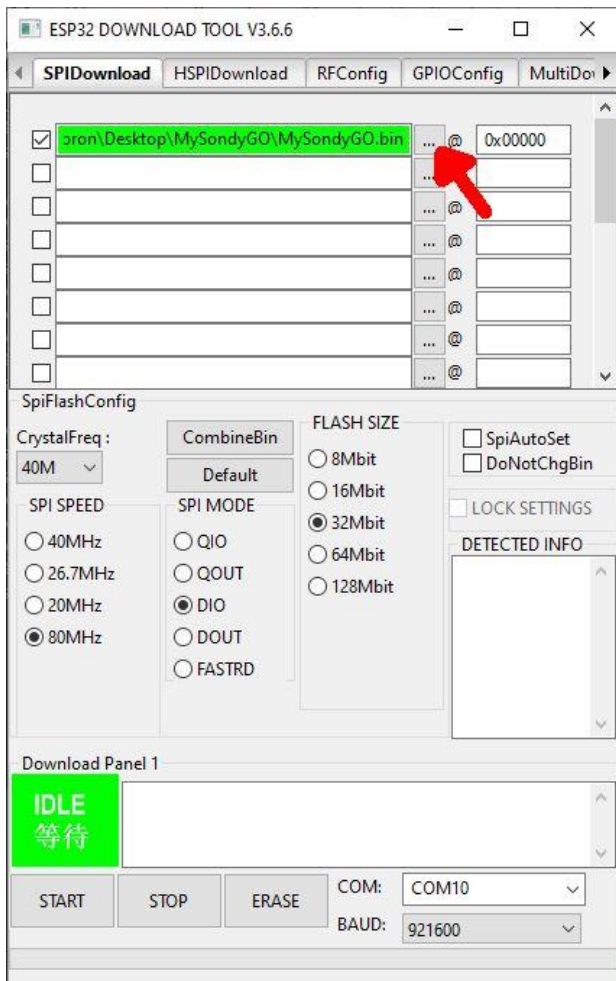 ESP32 DOWNLOAD TOOL V3.6.6
SPIDownload HSPIDownload RFConfig GPIOConfig MultiDov
oron\Desktop\MySondyGO\MySondyGO.bin ... @ 0x00000
...
... @
... @
... @
... @
... @
... @
SpiFlashConfig
CrystalFreq :
40M
CombineBin
Default
SPI SPEED
40MHz
26.7MHz
20MHz
80MHz
SPI MODE
QIO
QOUT
DIO
DOUT
FASTRD
FLASH SIZE
8Mbit
16Mbit
32Mbit
64Mbit
128Mbit
SpiAutoSet
DoNotChgBin
LOCK SETTINGS
DETECTED INFO
Download Panel 1
IDLE
等待
START STOP ERASE
COM: COM10
BAUD: 921600